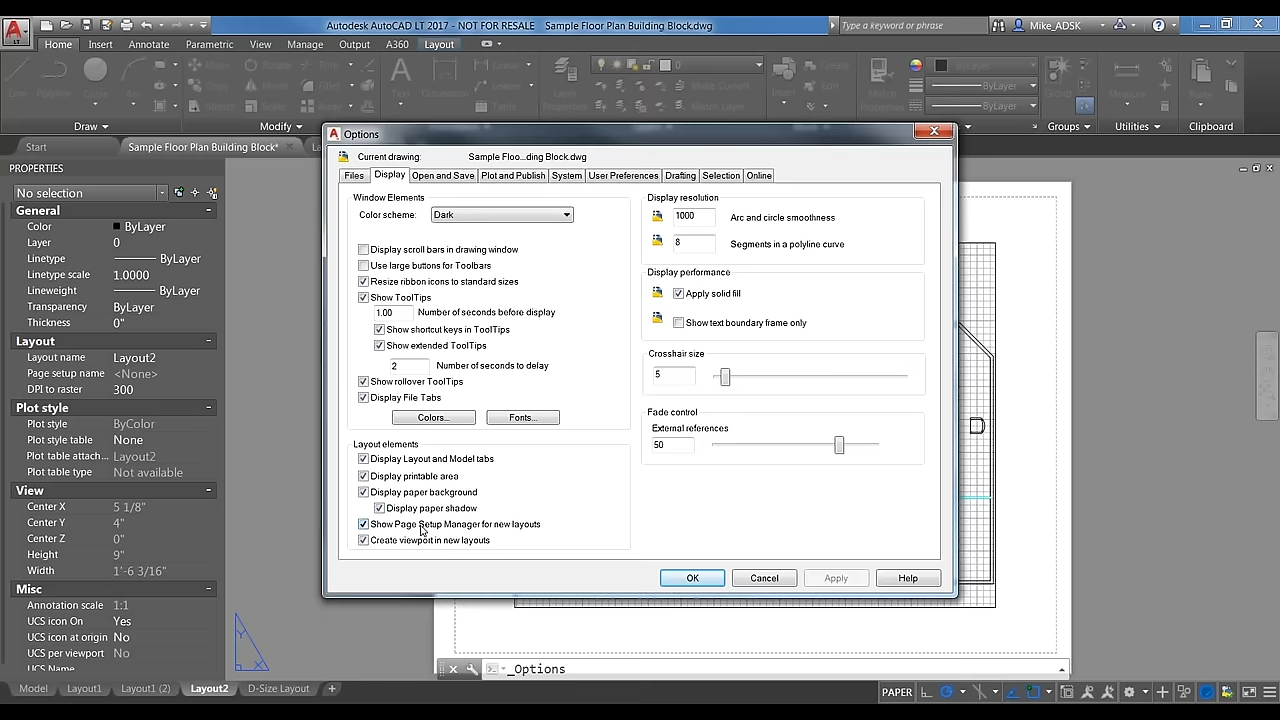 Autodesk AutoCAD LT 2017 - NOT FOR RESALE Sample Floor Plan Building Block.dwg
Type a keyword or phrase
Mike_ADSK
LT
Home Insert Annotate Parametric View Manage Output A360 Layout
0
ByLayer
ByLayer
Draw
Modify
Groups
Utilities
Clipboard
Start
Sample Floor Plan Building Block*
PROPERTIES
No selection
General
Color ByLayer
Layer 0
Linetype ByLayer
Linetype scale 1.0000
Lineweight ByLayer
Transparency ByLayer
Thickness 0"
Layout
Layout name Layout2
Page setup name <None>
DPI to raster 300
Plot style
Plot style ByColor
Plot style table None
Plot table attach... Layout2
Plot table type Not available
View
Center X 5 1/8"
Center Y 4"
Center Z 0"
Height 9"
Width 1'-6 3/16"
Misc
Annotation scale 1:1
UCS icon On Yes
UCS icon at origin No
UCS per viewport No
UCS Name
Options
Current drawing: Sample Floo...ding Block.dwg
Files Display Open and Save Plot and Publish System User Preferences Drafting Selection Online
Window Elements
Color scheme: Dark
Display scroll bars in drawing window
Use large buttons for Toolbars
Resize ribbon icons to standard sizes
Show ToolTips
1.00 Number of seconds before display
Show shortcut keys in ToolTips
Show extended ToolTips
2 Number of seconds to delay
Show rollover ToolTips
Display File Tabs
Colors... Fonts...
Layout elements
Display Layout and Model tabs
Display printable area
Display paper background
Display paper shadow
Show Page Setup Manager for new layouts
Create viewport in new layouts
Display resolution
1000 Arc and circle smoothness
8 Segments in a polyline curve
Display performance
Apply solid fill
Show text boundary frame only
Crosshair size
5
Fade control
External references
50
OK Cancel Apply Help
Y
X
_Options
Model Layout1 Layout1 (2) Layout2 D-Size Layout +
PAPER